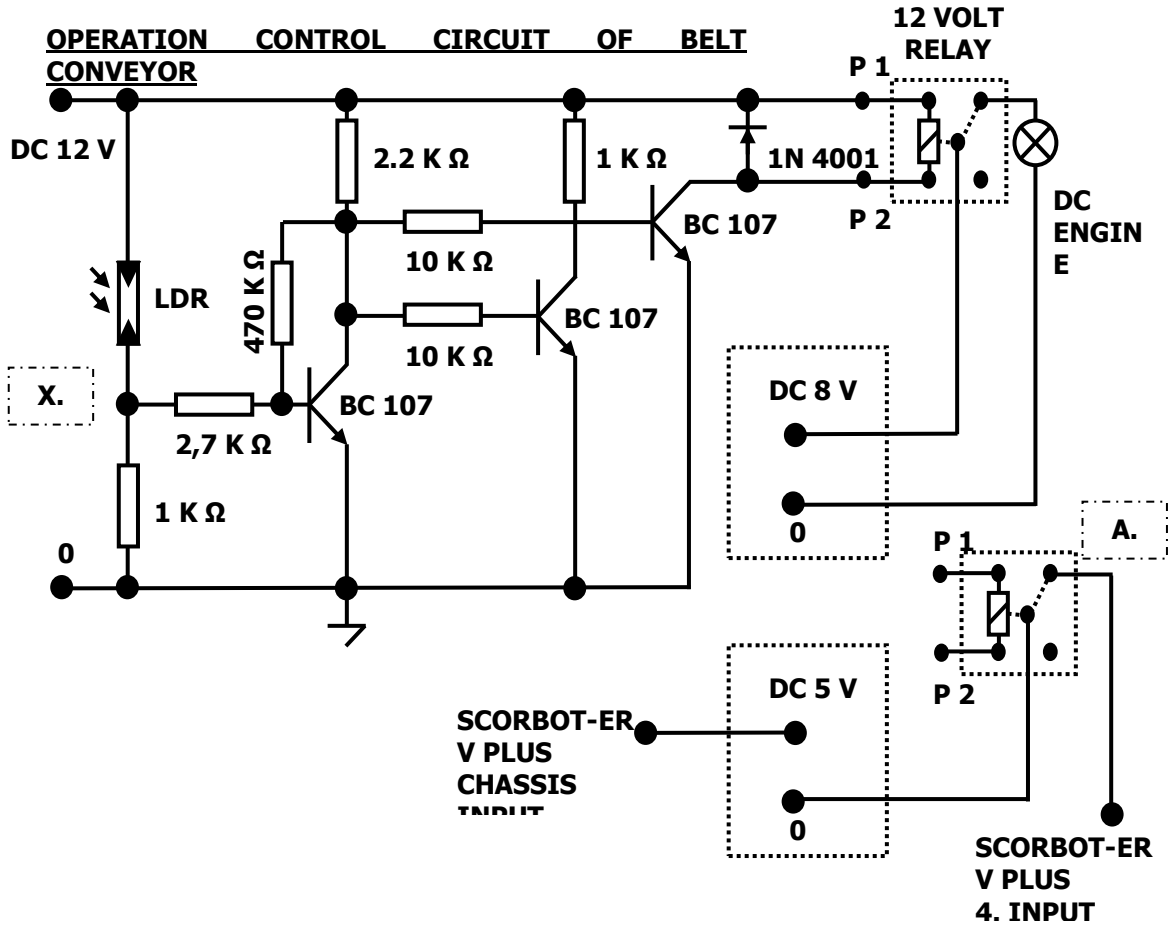 OPERATION CONTROL CIRCUIT OF BELT
CONVEYOR
12 VOLT
RELAY
P 1
DC 12 V
2.2 K Ω
1 K Ω
1N 4001
P 2
BC 107
DC
ENGIN
E
10 K Ω
470 K Ω
LDR
BC 107
10 K Ω
X.
BC 107
DC 8 V
2,7 K Ω
1 K Ω
0
0
A.
P 1
DC 5 V
P 2
SCORBOT-ER
V PLUS
CHASSIS
INPUT
0
SCORBOT-ER
V PLUS
4. INPUT